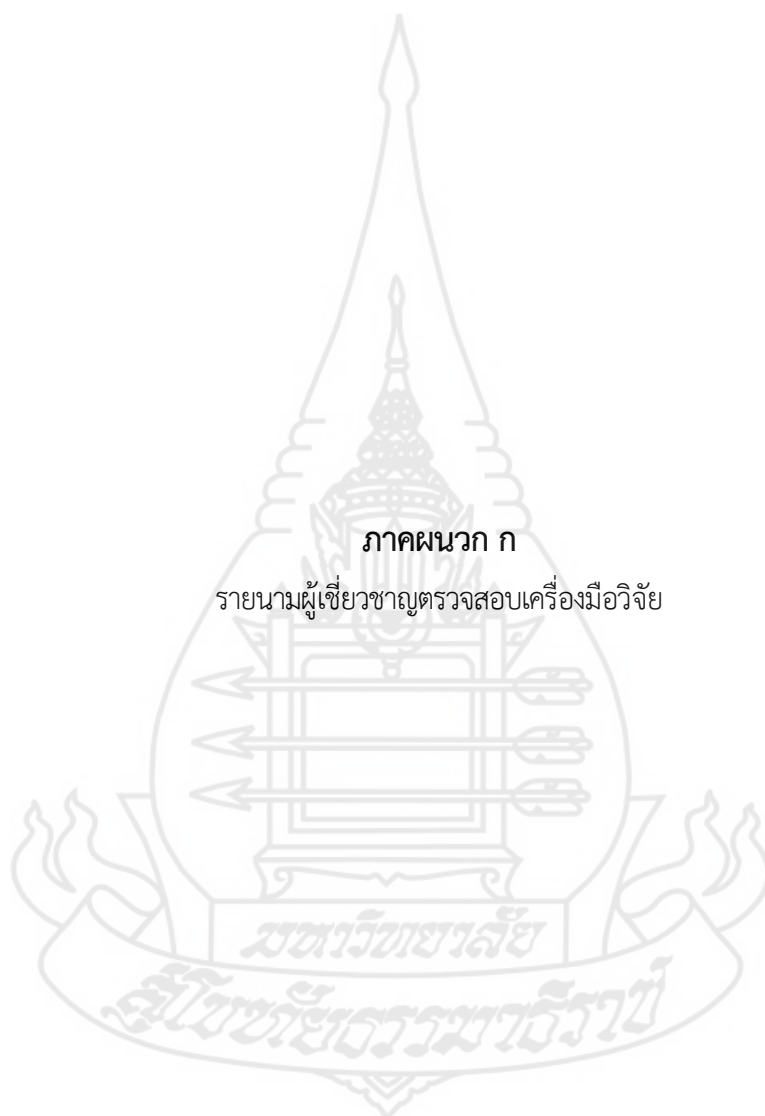 ภาคผนวก ก
รายนามผู้เชี่ยวชาญตรวจสอบเครื่องมือวิจัย
มหาวิทยาลัย
สุโขทัยธรรมาธิราช